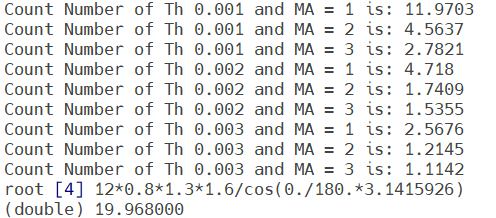 Count Number of Th 0.001 and MA = 1 is: 11.9703
Count Number of Th 0.001 and MA = 2 is: 4.5637
Count Number of Th 0.001 and MA = 3 is: 2.7821
Count Number of Th 0.002 and MA = 1 is: 4.718
Count Number of Th 0.002 and MA = 2 is: 1.7409
Count Number of Th 0.002 and MA = 3 is: 1.5355
Count Number of Th 0.003 and MA = 1 is: 2.5676
Count Number of Th 0.003 and MA = 2 is: 1.2145
Count Number of Th 0.003 and MA = 3 is: 1.1142
root [4] 12*0.8*1.3*1.6/cos(0./180.*3.1415926)
(double) 19.968000